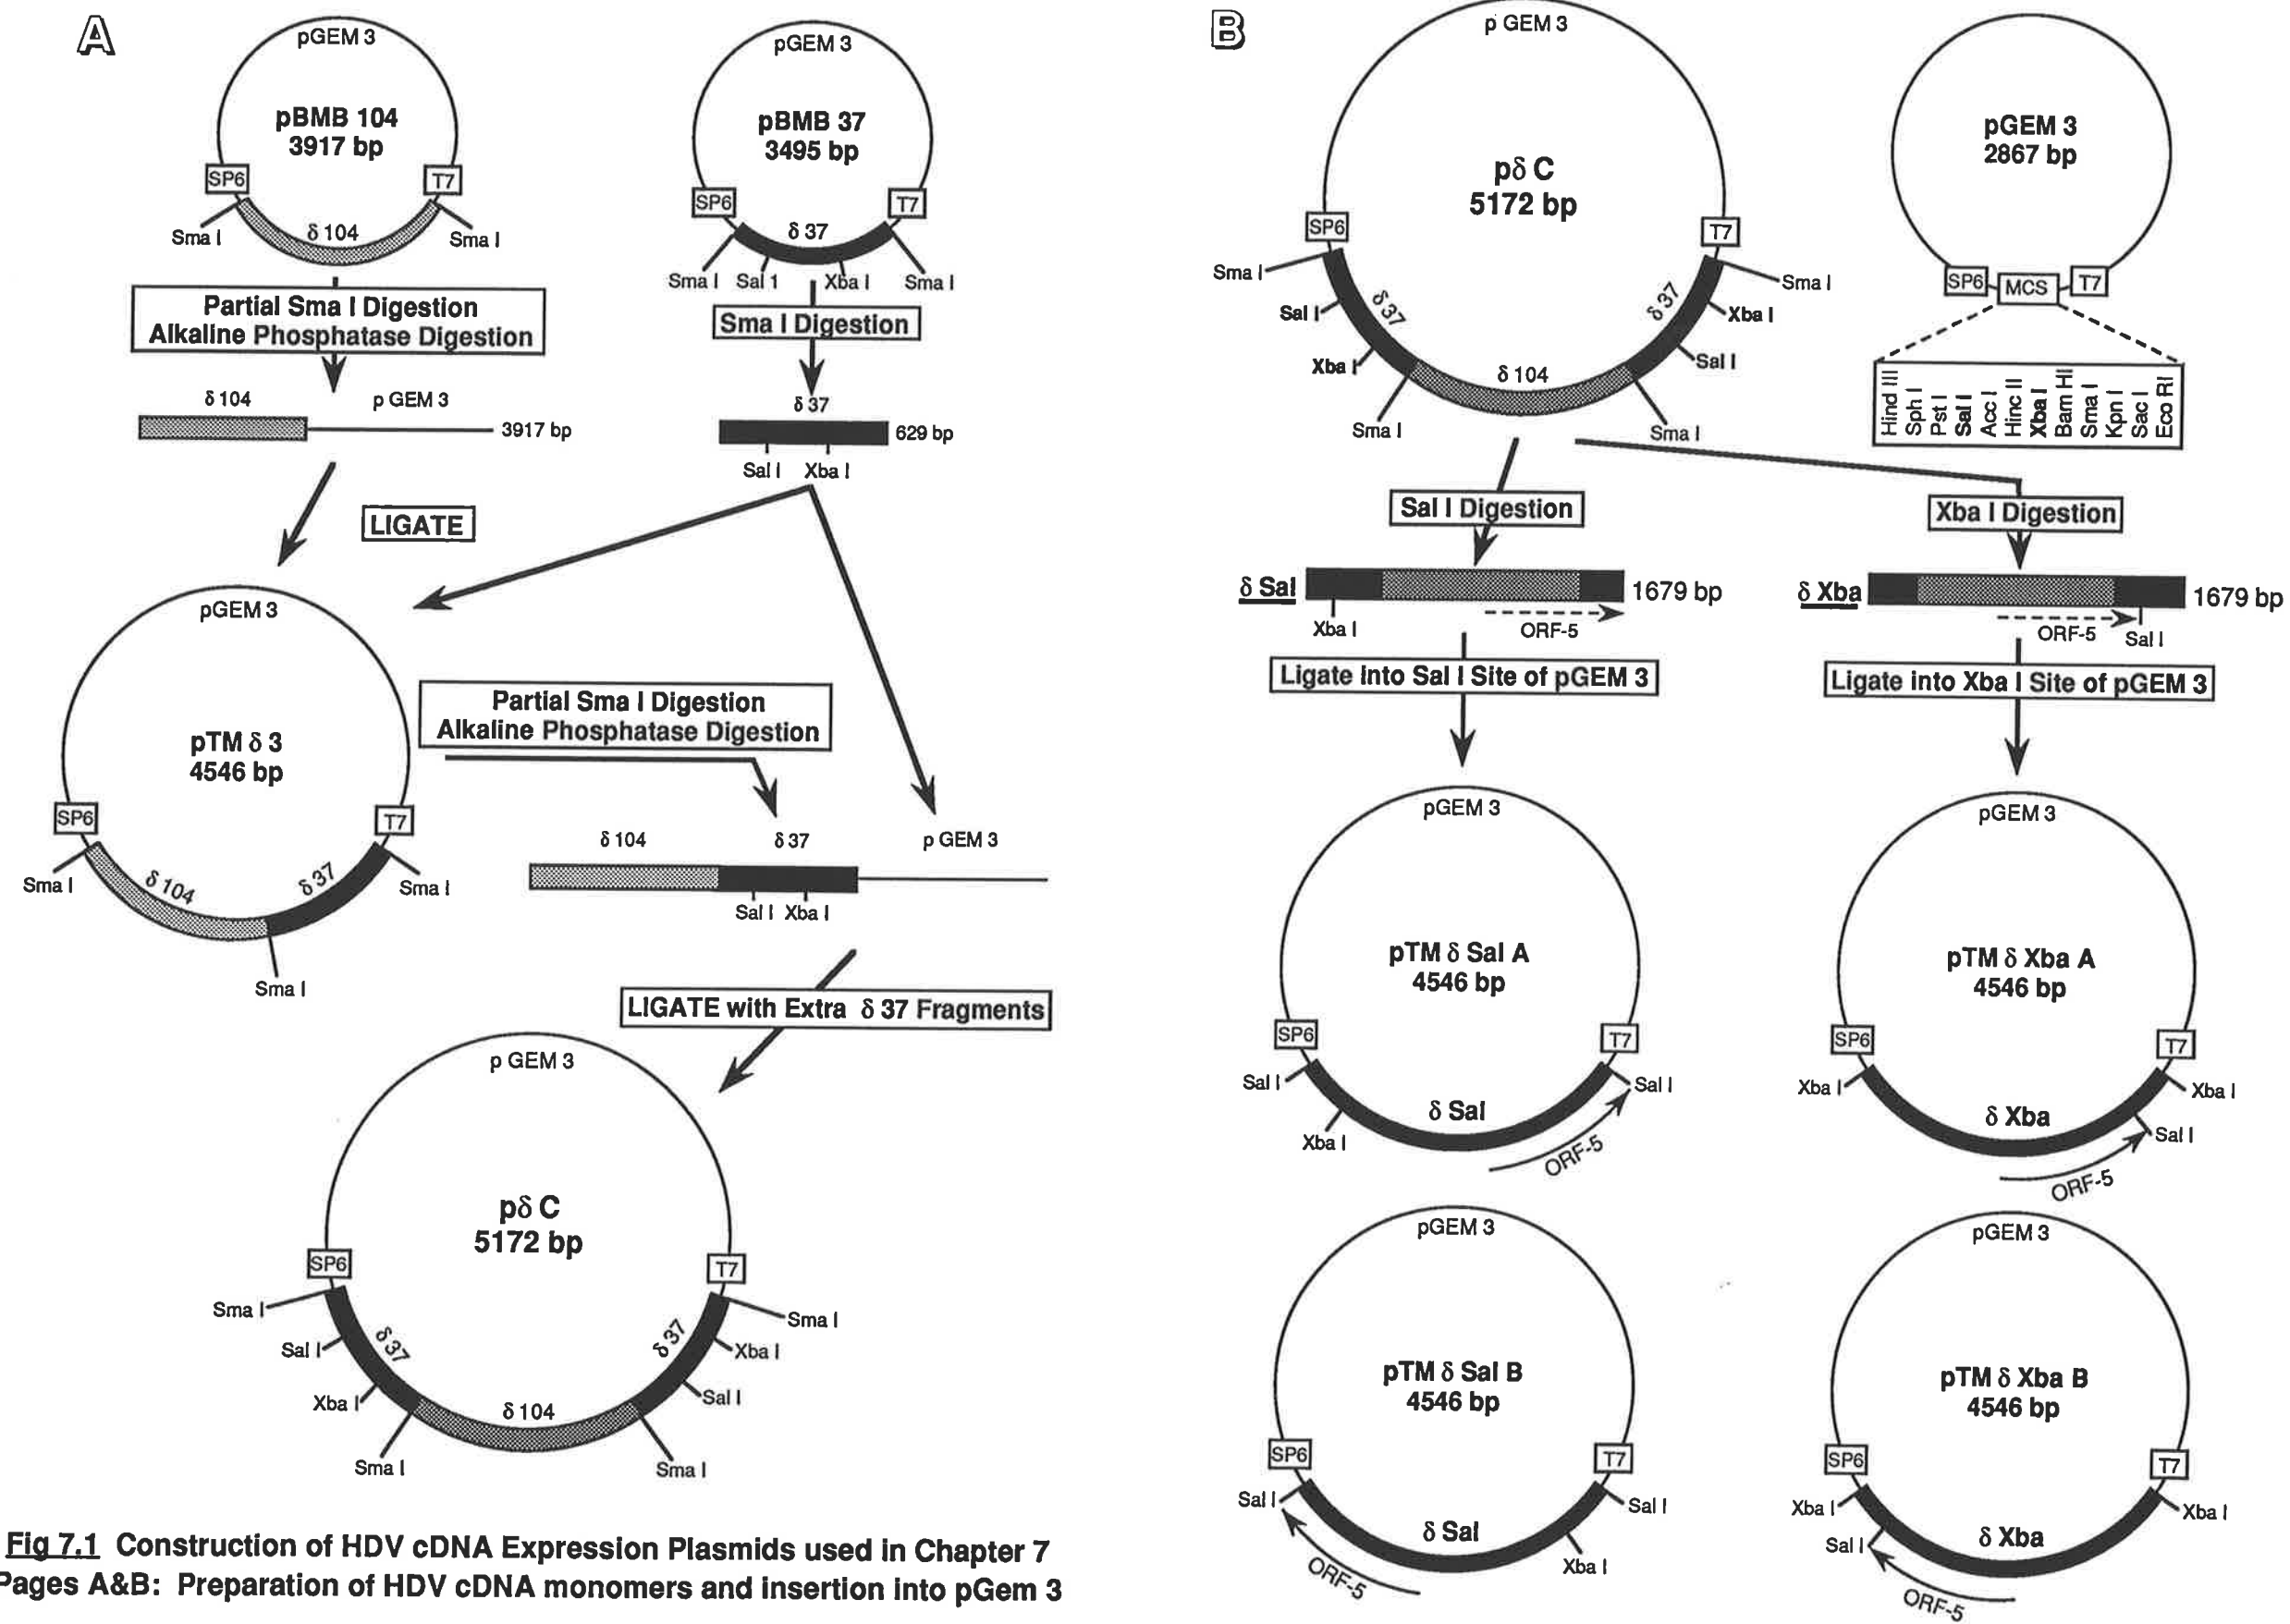 A
pGEM 3
pBMB 104
3917 bp
SP6
T7
δ 104
Sma I
Sma I
Partial Sma I Digestion
Alkaline Phosphatase Digestion
δ 104
p GEM 3
3917 bp
pGEM 3
pBMB 37
3495 bp
SP6
T7
δ 37
Sma I
Sal 1
Xba I
Sma I
Sma I Digestion
δ 37
629 bp
Sal I
Xba I
LIGATE
pGEM 3
pTM δ 3
4546 bp
SP6
T7
Sma I
δ 104
δ 37
Sma I
Sma I
Partial Sma I Digestion
Alkaline Phosphatase Digestion
δ 104
δ 37
p GEM 3
Sal I
Xba I
LIGATE with Extra δ 37 Fragments
p GEM 3
pδ C
5172 bp
SP6
T7
Sma I
Sma I
δ 37
δ 37
Sal I
Xba I
Xba I
Sal I
δ 104
Sma I
Sma I
Fig 7.1 Construction of HDV cDNA Expression Plasmids used in Chapter 7
Pages A&B: Preparation of HDV cDNA monomers and insertion into pGem 3
B
p GEM 3
pδ C
5172 bp
SP6
T7
Sma I
Sma I
δ 37
δ 37
Sal I
Xba I
Xba I
Sal I
δ 104
Sma I
Sma I
pGEM 3
2867 bp
SP6
MCS
T7
Hind III
Sph I
Pst I
Sal I
Acc I
Hinc II
Xba I
Bam HI
Sma I
Kpn I
Sac I
Eco RI
Sal I Digestion
Xba I Digestion
δ Sal
1679 bp
Xba I
ORF-5
δ Xba
1679 bp
ORF-5
Sal I
Ligate into Sal I Site of pGEM 3
Ligate into Xba I Site of pGEM 3
pGEM 3
pTM δ Sal A
4546 bp
SP6
T7
Sal I
Sal I
δ Sal
Xba I
ORF-5
pGEM 3
pTM δ Xba A
4546 bp
SP6
T7
Xba I
Xba I
δ Xba
Sal I
ORF-5
pGEM 3
pTM δ Sal B
4546 bp
SP6
T7
Sal I
Sal I
δ Sal
Xba I
ORF-5
pGEM 3
pTM δ Xba B
4546 bp
SP6
T7
Xba I
Xba I
Sal I
δ Xba
ORF-5